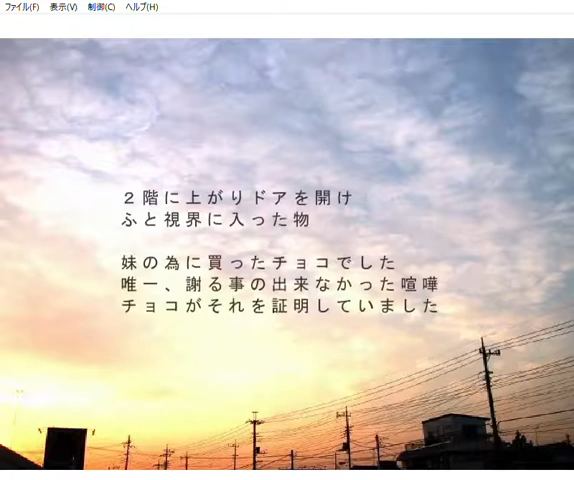 ファイル(F) 表示(V) 制御(C) ヘルプ(H)
２階に上がりドアを開け
ふと視界に入った物
妹の為に買ったチョコでした
唯一、謝る事の出来なかった喧嘩
チョコがそれを証明していました